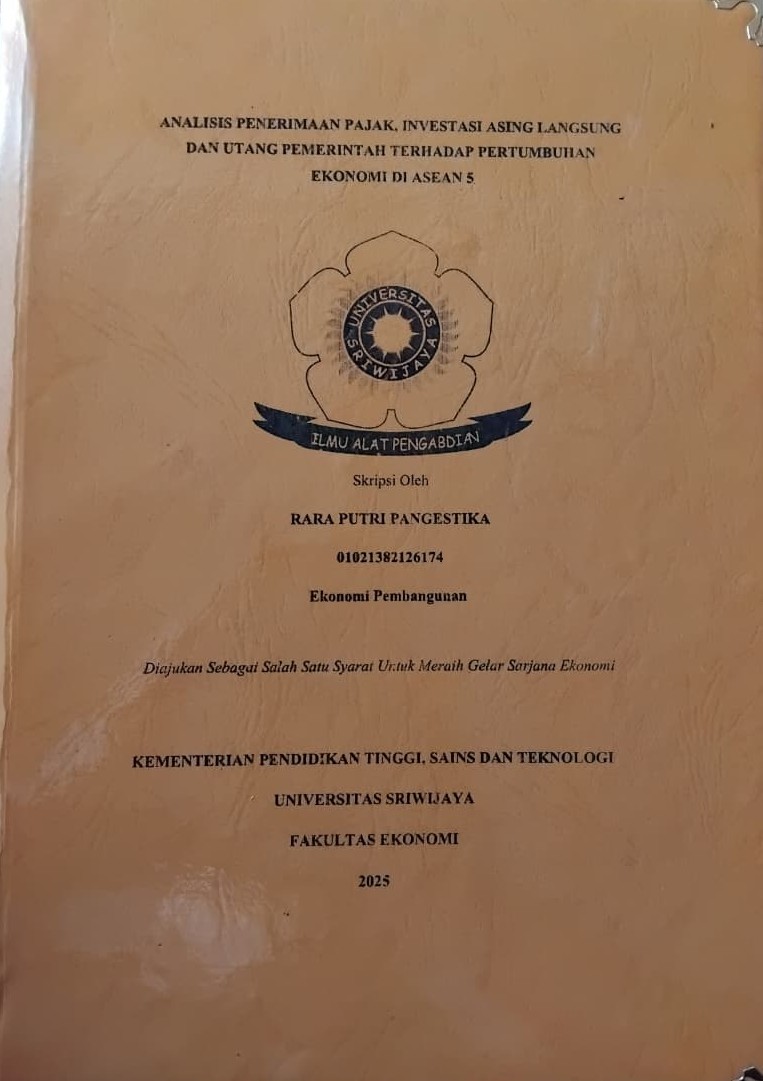 ANALISIS PENERIMAAN PAJAK, INVESTASI ASING LANGSUNG
DAN UTANG PEMERINTAH TERHADAP PERTUMBUHAN
EKONOMI DI ASEAN 5
UNIVERSITAS
SRIWIJAYA
ILMU ALAT PENGABDIAN
Skripsi Oleh
RARA PUTRI PANGESTIKA
01021382126174
Ekonomi Pembangunan
Diajukan Sebagai Salah Satu Syarat Untuk Meraih Gelar Sarjana Ekonomi
KEMENTERIAN PENDIDIKAN TINGGI, SAINS DAN TEKNOLOGI
UNIVERSITAS SRIWIJAYA
FAKULTAS EKONOMI
2025